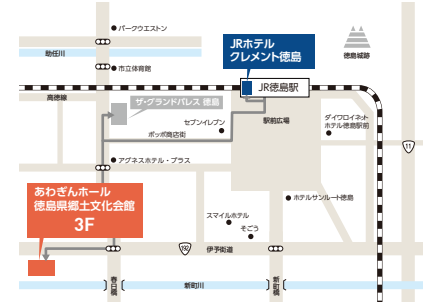 パークウエストン
助任川
市立体育館
JRホテル
クレメント徳島
徳島城跡
高徳線
JR徳島駅
ザ・グランドパレス 徳島
セブンイレブン
駅前広場
ダイワロイネット
ホテル徳島駅前
ポッポ商店街
11
アグネスホテル・プラス
あわぎんホール
徳島県郷土文化会館
3F
ホテルサンルート徳島
スマイルホテル
そごう
192
伊予街道
春日橋
新町川
新町橋